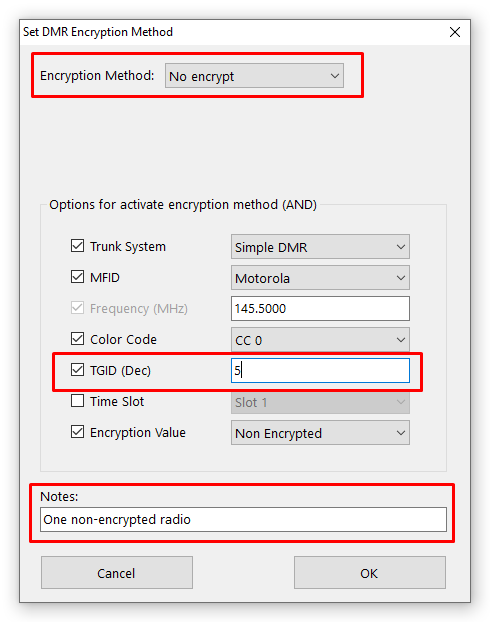 Set DMR Encryption Method
Encryption Method: No encrypt
Options for activate encryption method (AND)
Trunk System Simple DMR
MFID Motorola
Frequency (MHz) 145.5000
Color Code CC 0
TGID (Dec) 5
Time Slot Slot 1
Encryption Value Non Encrypted
Notes:
One non-encrypted radio
Cancel OK